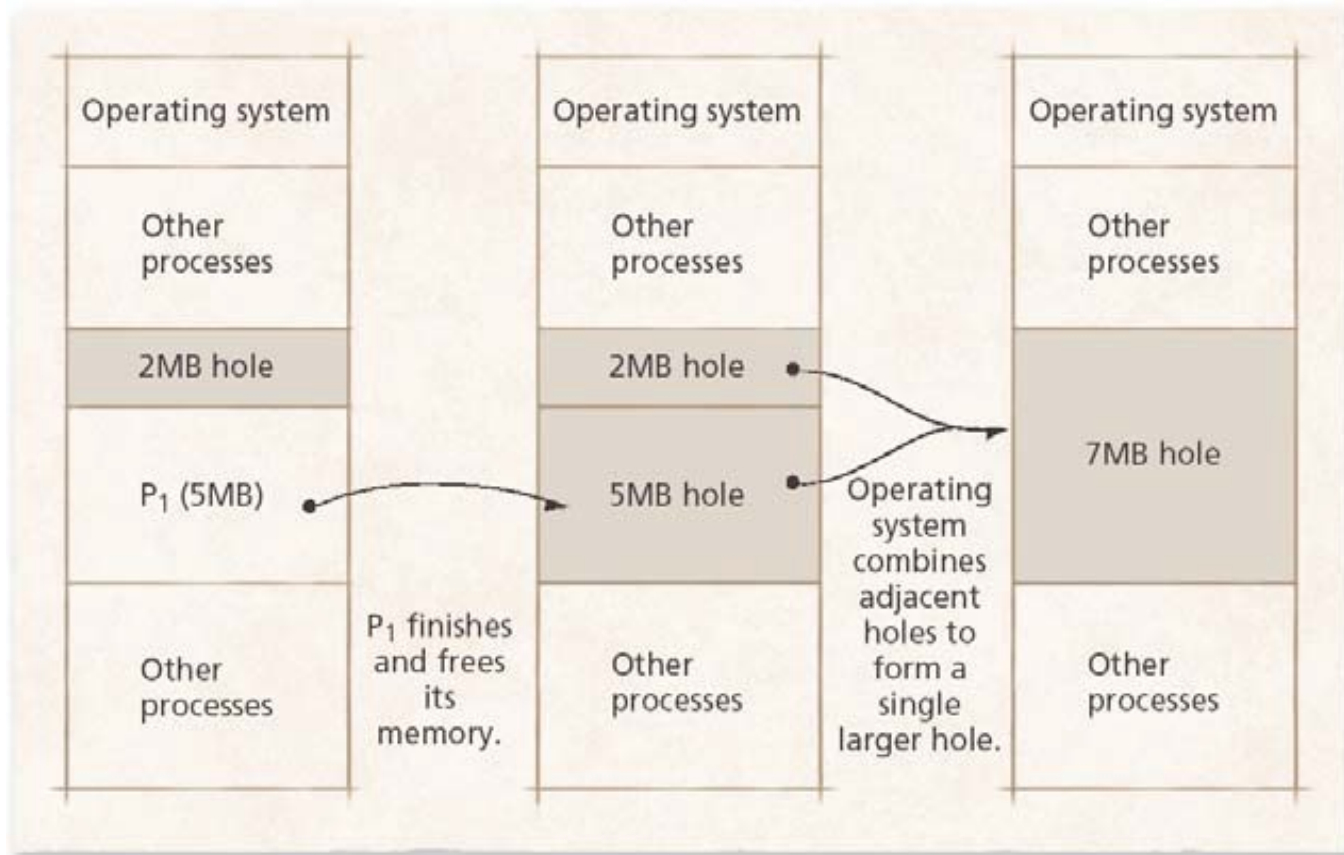 Operating system
Other
processes
2MB hole
P₁ (5MB)
Other
processes
P₁ finishes
and frees
its
memory.
Operating system
Other
processes
2MB hole
5MB hole
Other
processes
Operating
system
combines
adjacent
holes to
form a
single
larger hole.
Operating system
Other
processes
7MB hole
Other
processes